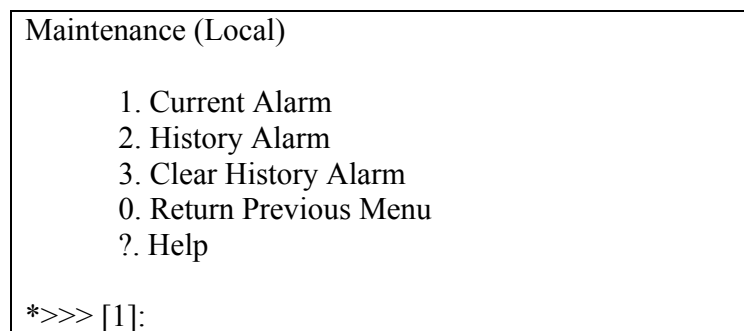 Maintenance (Local)
1. Current Alarm
2. History Alarm
3. Clear History Alarm
0. Return Previous Menu
?. Help
*>>> [1]: